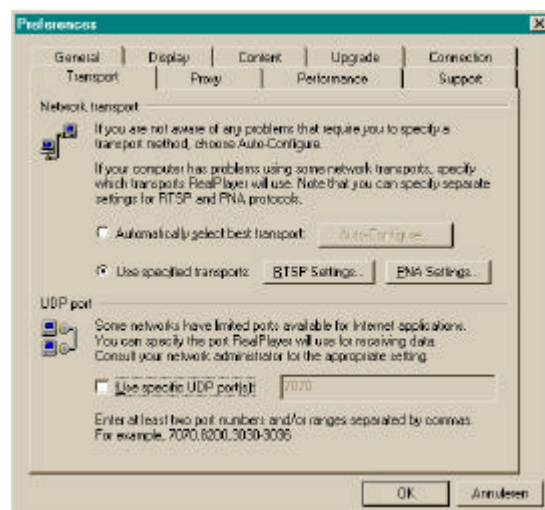 Preferences
General Display Content Upgrade Connection
Transport Proxy Performance Support
Network transport
If you are not aware of any problems that require you to specify a
transport method, choose Auto-Configure.
If your computer has problems using some network transports, specify
which transports RealPlayer will use. Note that you can specify separate
settings for RTSP and PNA protocols.
Automatically select best transport: Auto-Configure...
Use specified transports: RTSP Settings... PNA Settings...
UDP port
Some networks have limited ports available for Internet applications.
You can specify the port RealPlayer will use for receiving data.
Consult your network administrator for the appropriate setting.
Use specific UDP port(s): 7070
Enter at least two port numbers and/or ranges separated by commas.
For example, 7070,8200,3030-3036
OK Annuleren